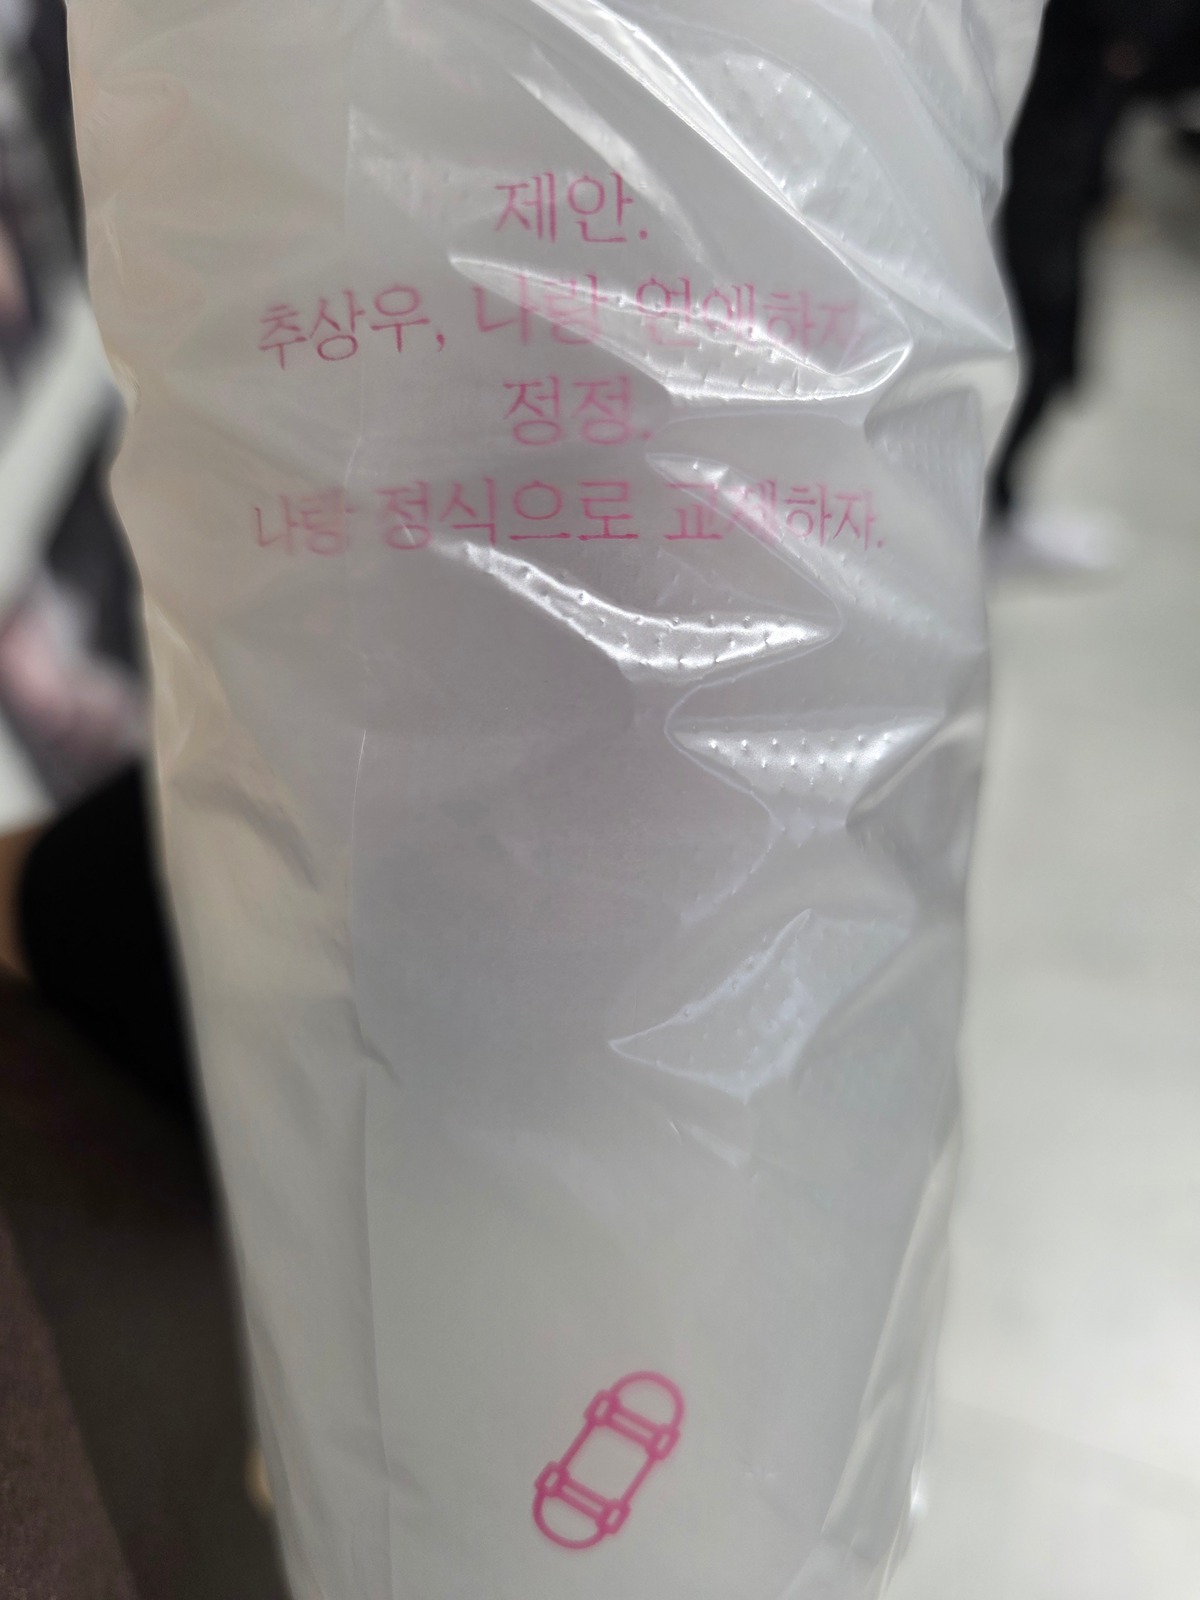 제안.
추상우, 나랑 연애하자
정정.
나랑 정식으로 교제하자.